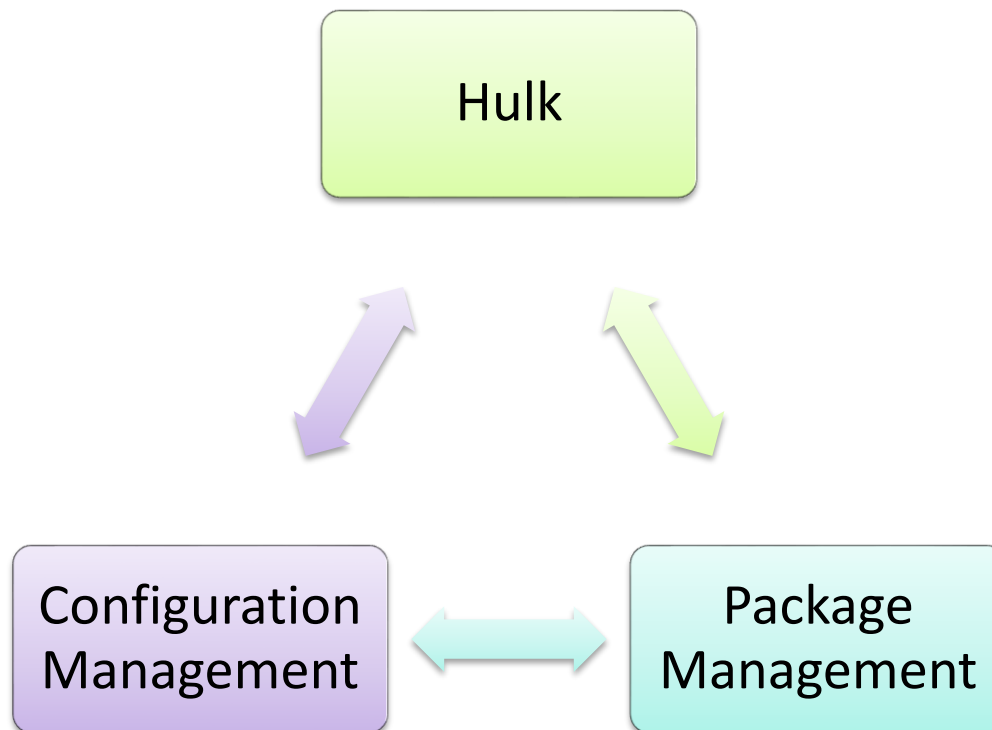 Hulk
Configuration
Management
Package
Management